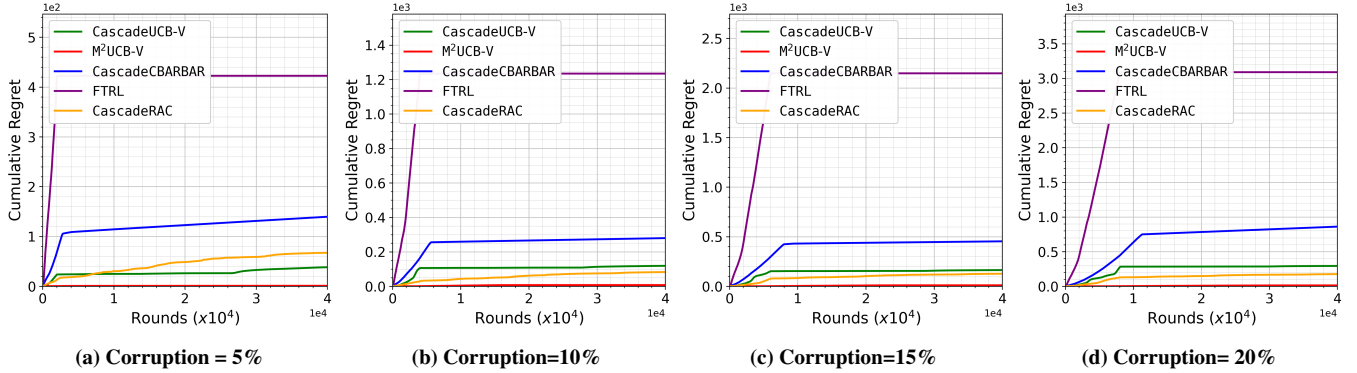 1e2
5
4
3
2
1
0
Cumulative Regret
CascadeUCB-V
M²UCB-V
CascadeCBARBAR
FTRL
CascadeRAC
0 1 2 3 4
1e4
Rounds (x10⁴)
(a) Corruption = 5%
1e3
1.4
1.2
1.0
0.8
0.6
0.4
0.2
0.0
Cumulative Regret
CascadeUCB-V
M²UCB-V
CascadeCBARBAR
FTRL
CascadeRAC
0 1 2 3 4
1e4
Rounds (x10⁴)
(b) Corruption=10%
1e3
2.5
2.0
1.5
1.0
0.5
0.0
Cumulative Regret
CascadeUCB-V
M²UCB-V
CascadeCBARBAR
FTRL
CascadeRAC
0 1 2 3 4
1e4
Rounds (x10⁴)
(c) Corruption=15%
1e3
3.5
3.0
2.5
2.0
1.5
1.0
0.5
0.0
Cumulative Regret
CascadeUCB-V
M²UCB-V
CascadeCBARBAR
FTRL
CascadeRAC
0 1 2 3 4
1e4
Rounds (x10⁴)
(d) Corruption= 20%